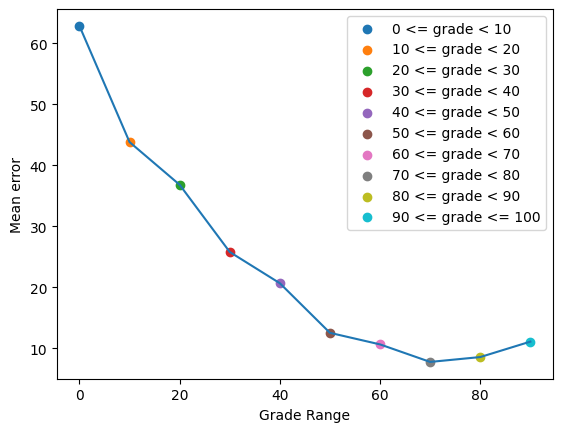 60
50
40
30
20
10
Mean error
0 <= grade < 10
10 <= grade < 20
20 <= grade < 30
30 <= grade < 40
40 <= grade < 50
50 <= grade < 60
60 <= grade < 70
70 <= grade < 80
80 <= grade < 90
90 <= grade <= 100
0 20 40 60 80
Grade Range